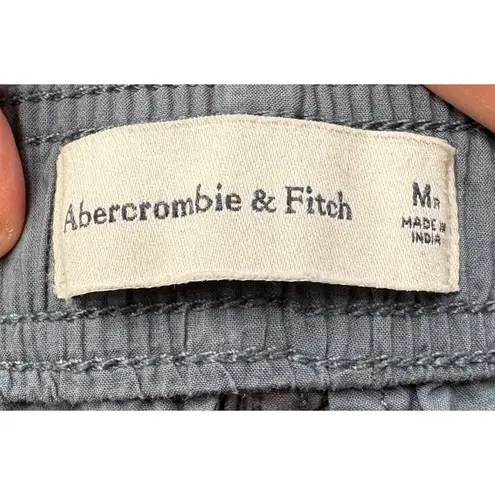 Abercrombie & Fitch
MR
MADE IN
INDIA